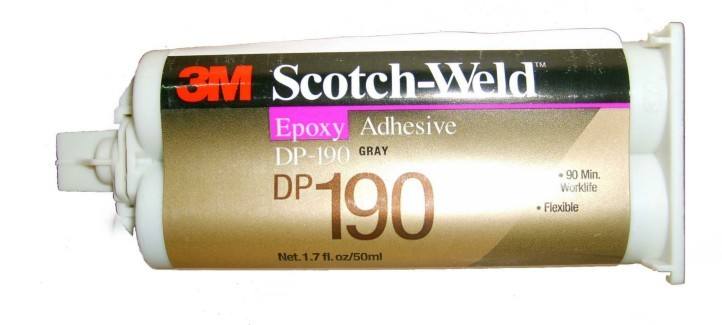 3M Scotch-Weld™
Epoxy Adhesive
DP-190 GRAY
DP190
• 90 Min.
Worklife
• Flexible
Net.1.7 fl.oz/50ml